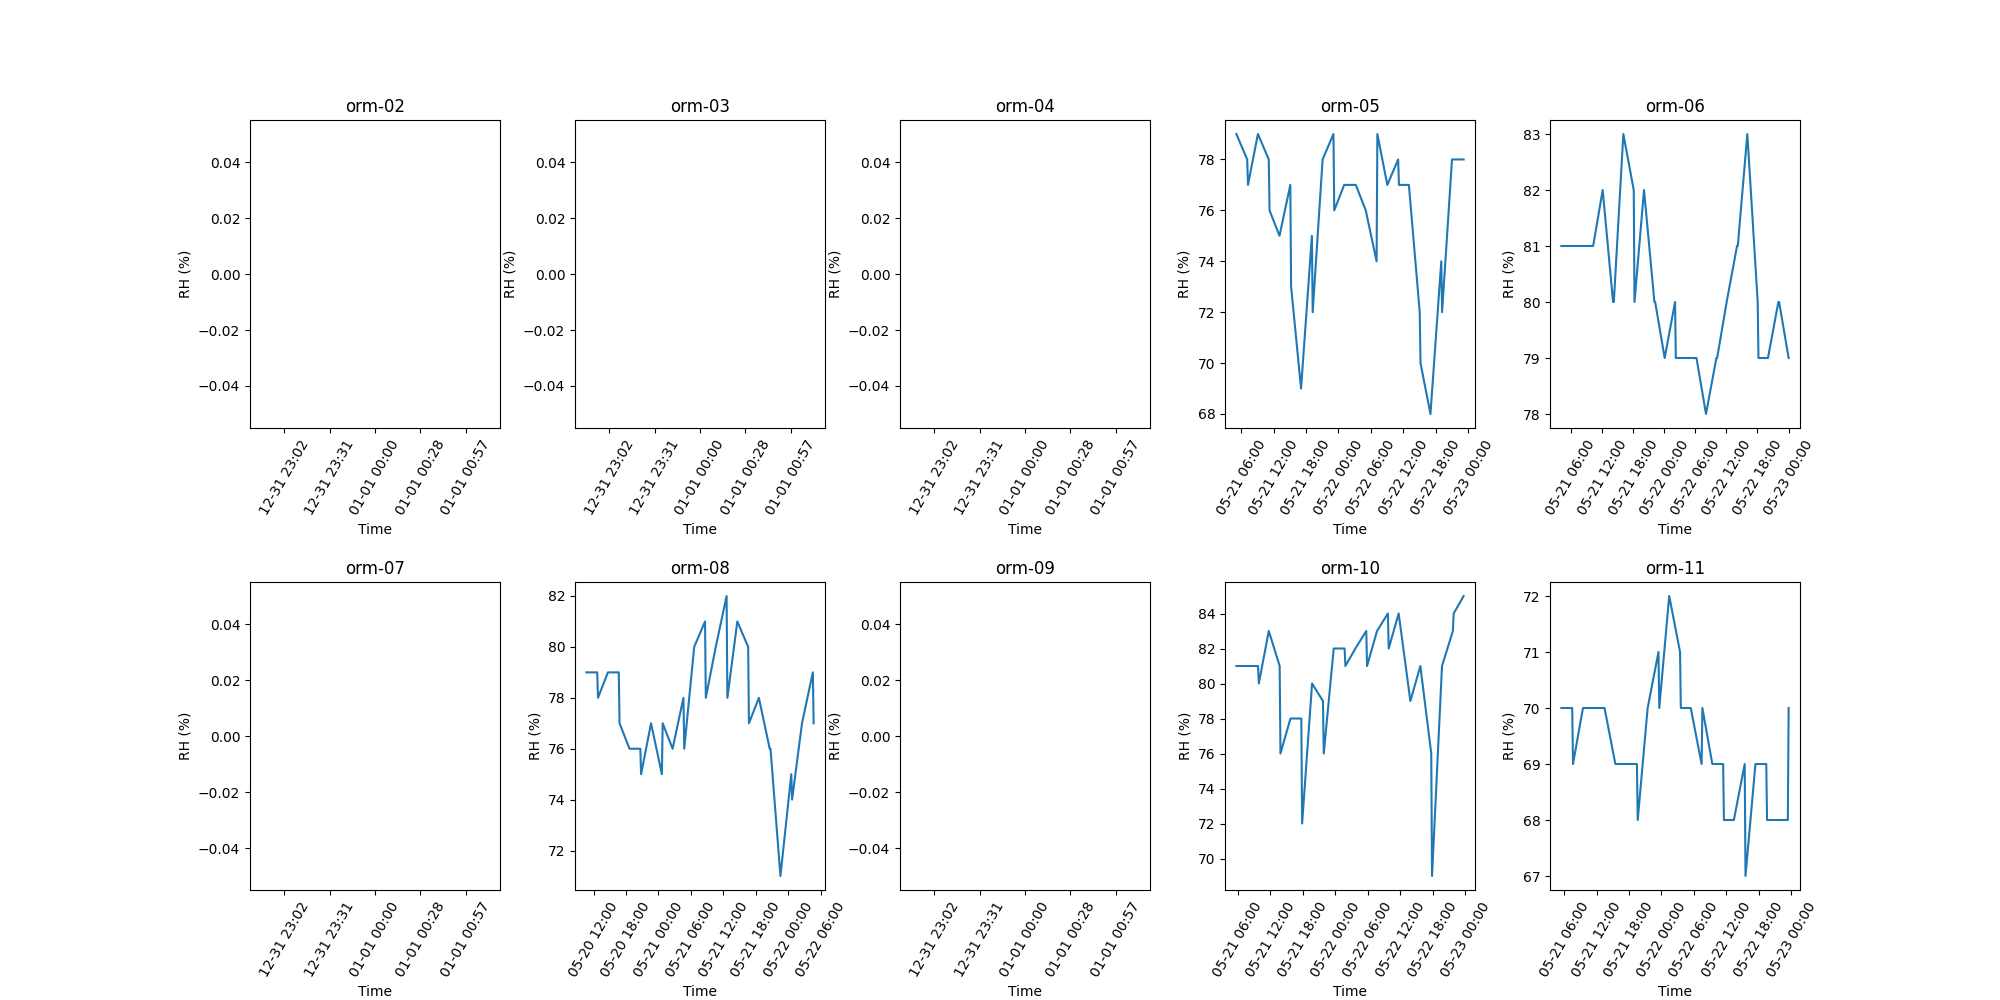 orm-02 orm-03 orm-04 orm-05 orm-06
RH (%) 0.04 0.02 0.00 −0.02 −0.04
12-31 23:02 12-31 23:31 01-01 00:00 01-01 00:28 01-01 00:57
Time
RH (%) 0.04 0.02 0.00 −0.02 −0.04
12-31 23:02 12-31 23:31 01-01 00:00 01-01 00:28 01-01 00:57
Time
RH (%) 0.04 0.02 0.00 −0.02 −0.04
12-31 23:02 12-31 23:31 01-01 00:00 01-01 00:28 01-01 00:57
Time
RH (%) 78 76 74 72 70 68
05-21 06:00 05-21 12:00 05-21 18:00 05-22 00:00 05-22 06:00 05-22 12:00 05-22 18:00 05-23 00:00
Time
RH (%) 83 82 81 80 79 78
05-21 06:00 05-21 12:00 05-21 18:00 05-22 00:00 05-22 06:00 05-22 12:00 05-22 18:00 05-23 00:00
Time
orm-07 orm-08 orm-09 orm-10 orm-11
RH (%) 0.04 0.02 0.00 −0.02 −0.04
12-31 23:02 12-31 23:31 01-01 00:00 01-01 00:28 01-01 00:57
Time
RH (%) 82 80 78 76 74 72
05-20 12:00 05-20 18:00 05-21 00:00 05-21 06:00 05-21 12:00 05-21 18:00 05-22 00:00 05-22 06:00
Time
RH (%) 0.04 0.02 0.00 −0.02 −0.04
12-31 23:02 12-31 23:31 01-01 00:00 01-01 00:28 01-01 00:57
Time
RH (%) 84 82 80 78 76 74 72 70
05-21 06:00 05-21 12:00 05-21 18:00 05-22 00:00 05-22 06:00 05-22 12:00 05-22 18:00 05-23 00:00
Time
RH (%) 72 71 70 69 68 67
05-21 06:00 05-21 12:00 05-21 18:00 05-22 00:00 05-22 06:00 05-22 12:00 05-22 18:00 05-23 00:00
Time